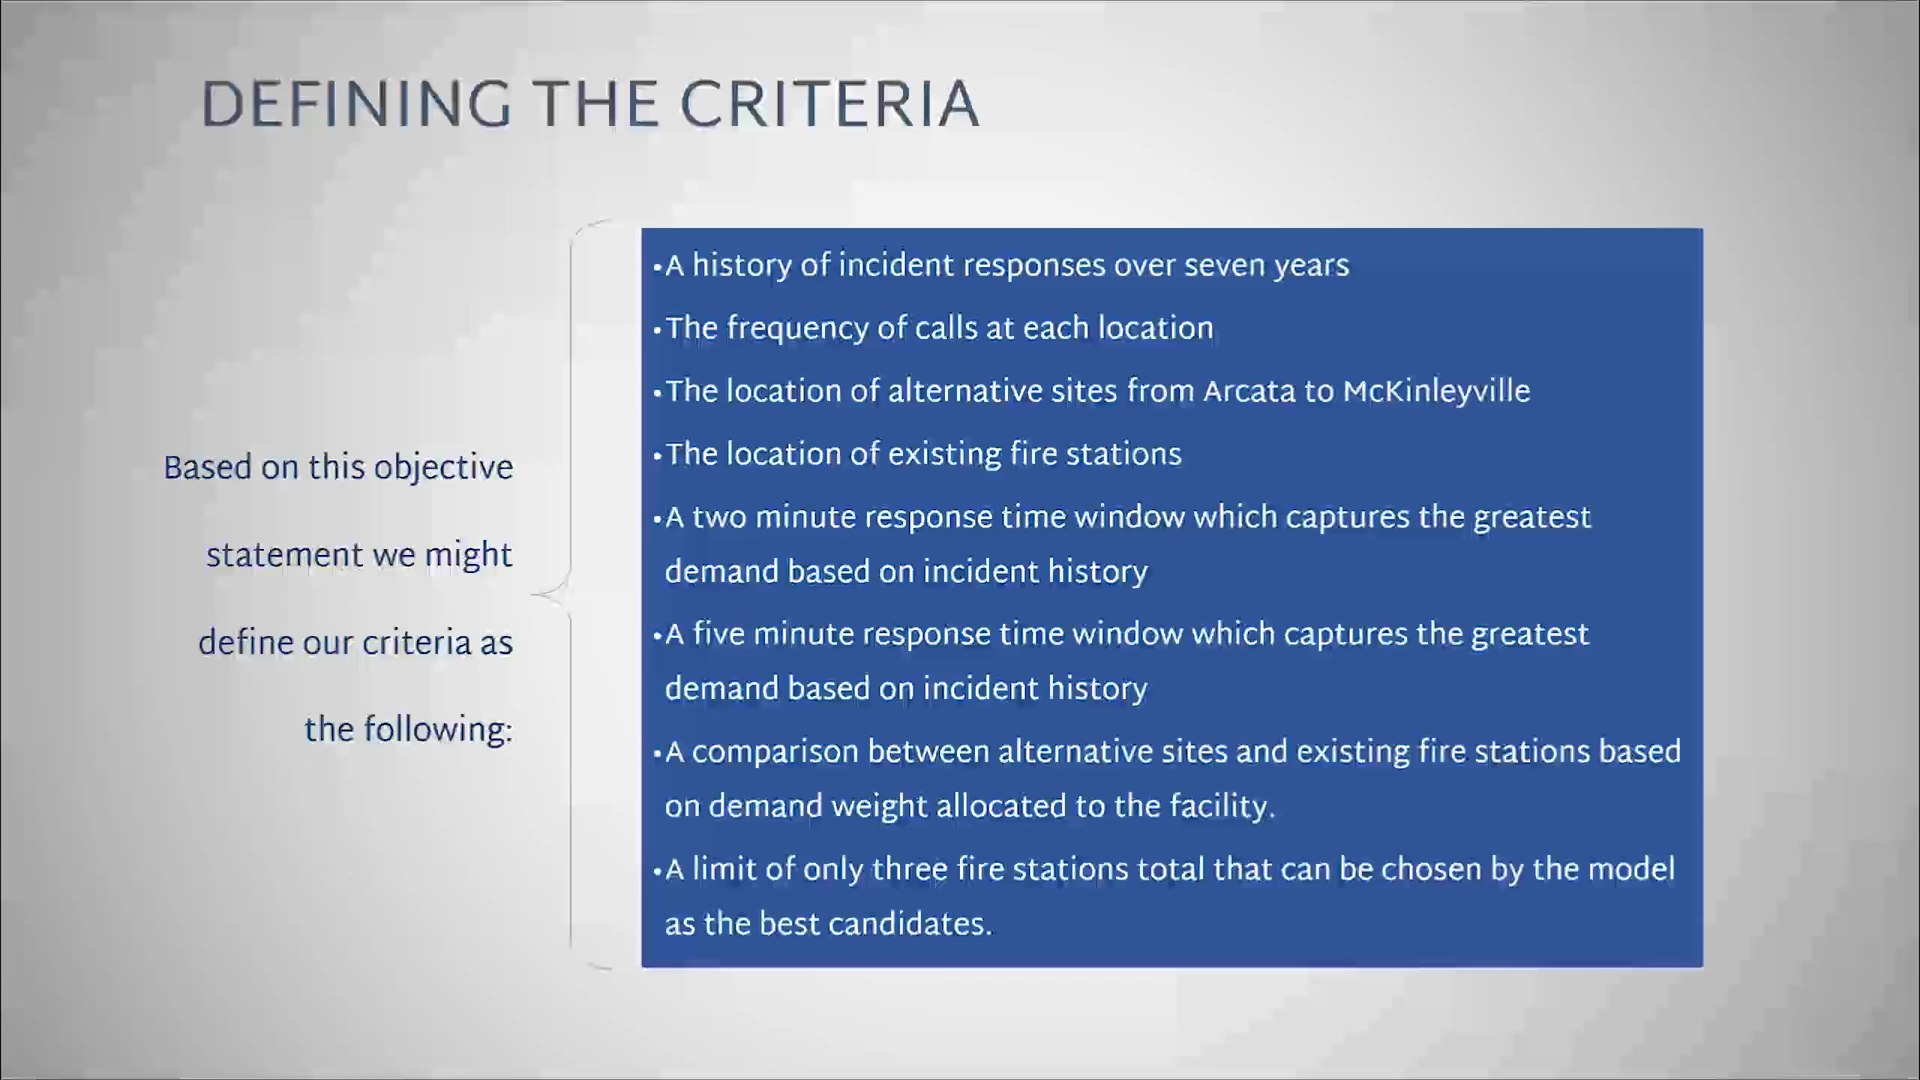 DEFINING THE CRITERIA
Based on this objective
statement we might
define our criteria as
the following:
•A history of incident responses over seven years
•The frequency of calls at each location
•The location of alternative sites from Arcata to McKinleyville
•The location of existing fire stations
•A two minute response time window which captures the greatest
demand based on incident history
•A five minute response time window which captures the greatest
demand based on incident history
•A comparison between alternative sites and existing fire stations based
on demand weight allocated to the facility.
•A limit of only three fire stations total that can be chosen by the model
as the best candidates.